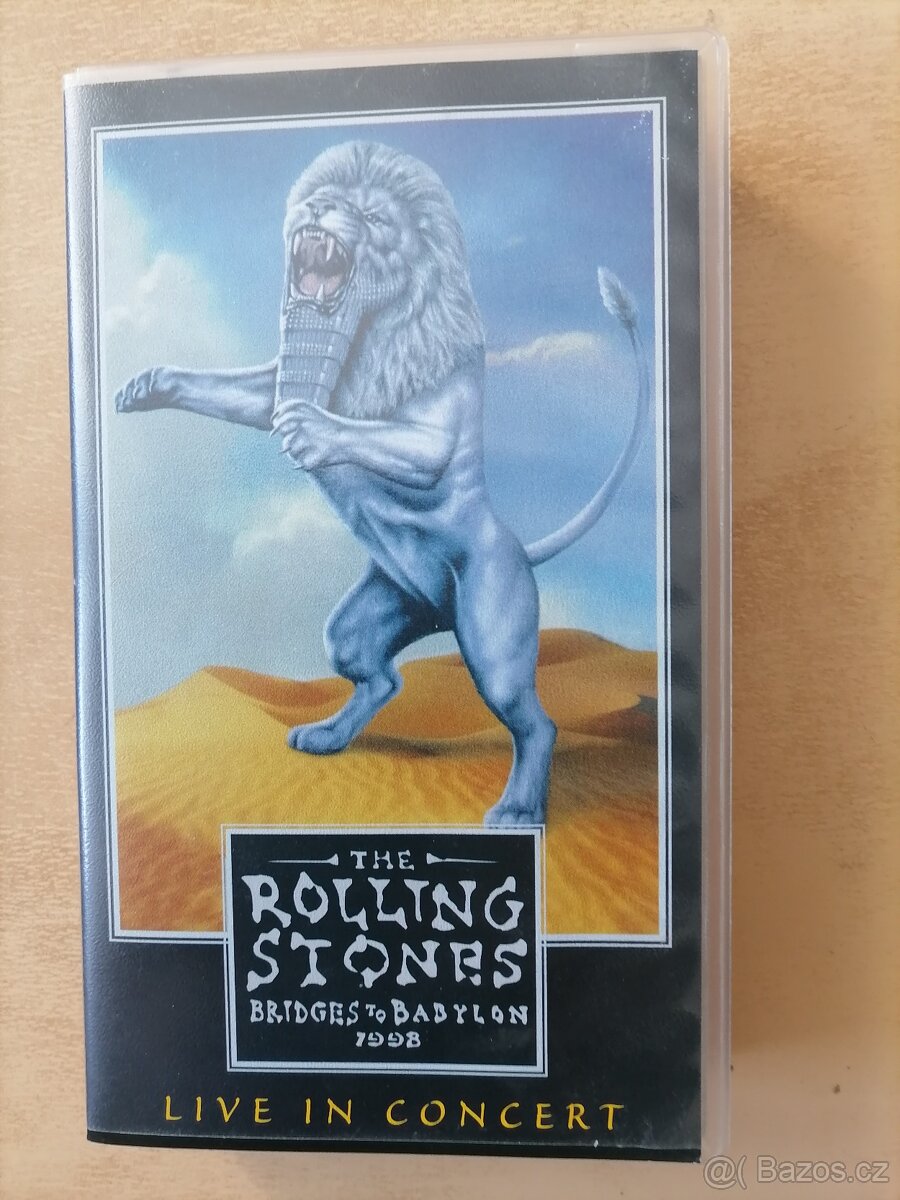 THE
ROLLING
STONES
BRIDGES TO BABYLON
1998
LIVE IN CONCERT
@( Bazos.cz